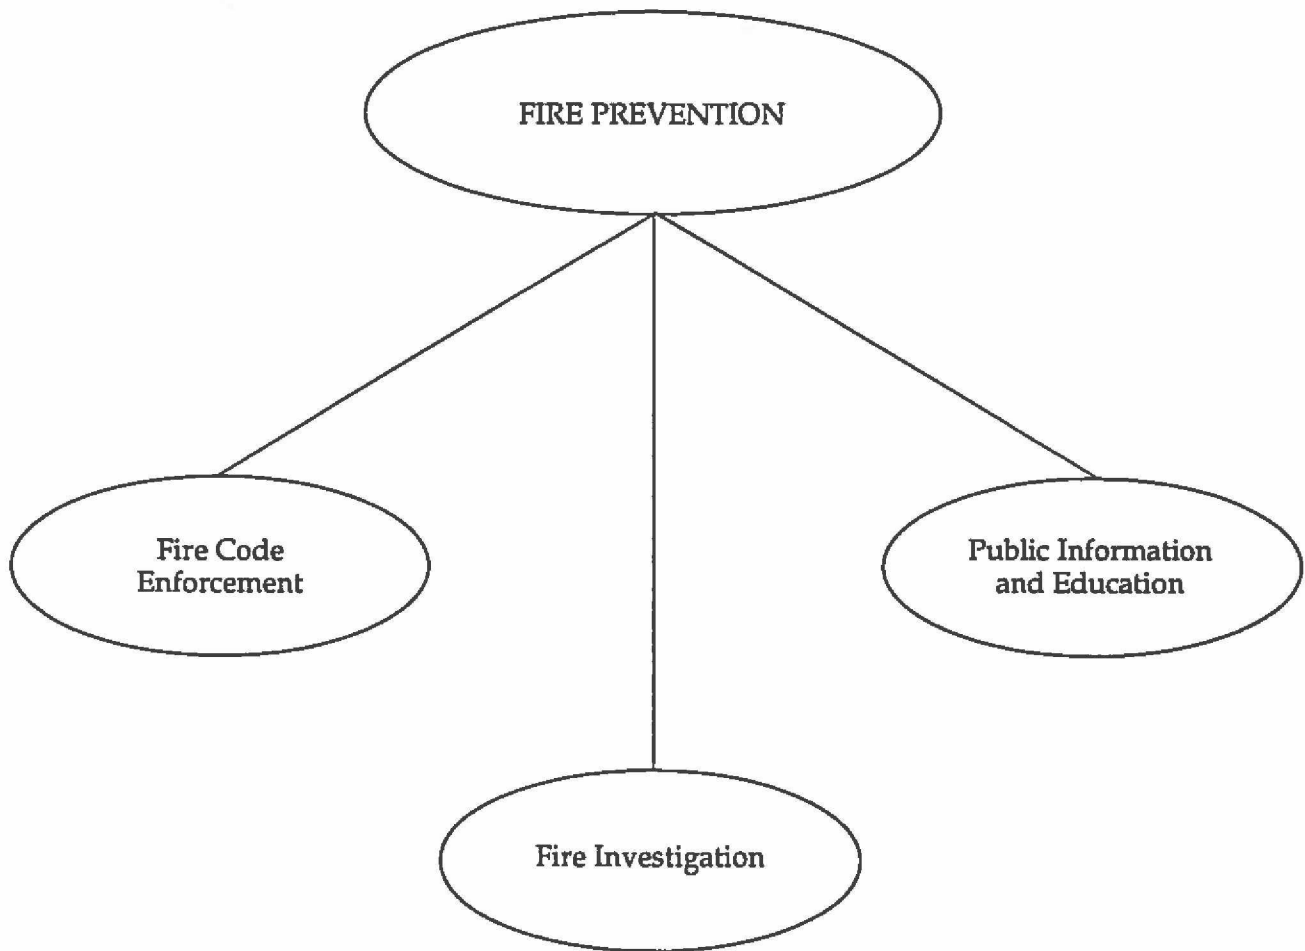 FIRE PREVENTION
Fire Code
Enforcement
Public Information
and Education
Fire Investigation